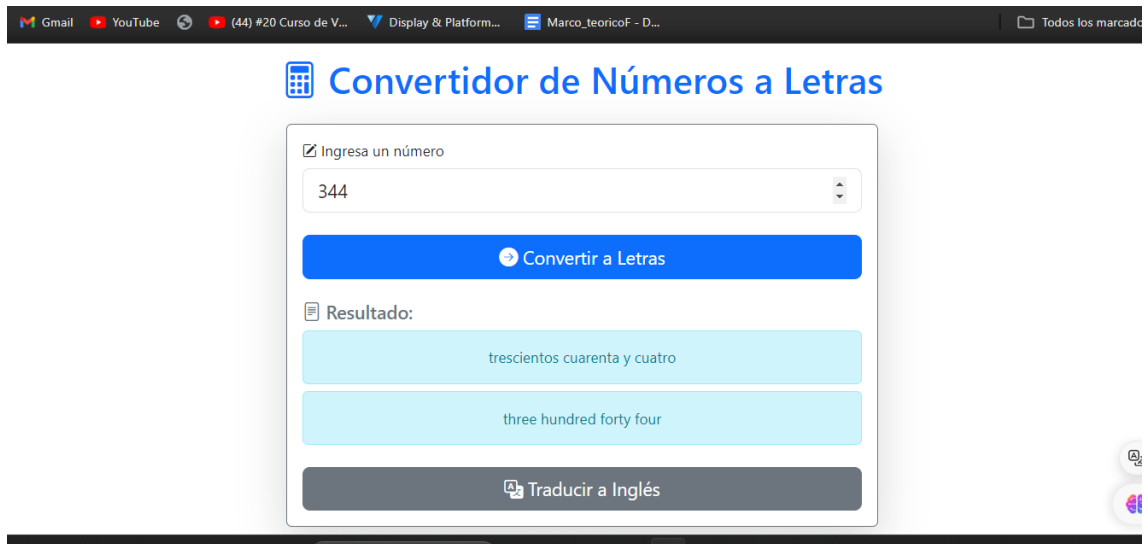 Gmail YouTube (44) #20 Curso de V... Display & Platform... Marco_teoricoF - D... Todos los marcado
Convertidor de Números a Letras
Ingresa un número
344
Convertir a Letras
Resultado:
trescientos cuarenta y cuatro
three hundred forty four
Traducir a Inglés